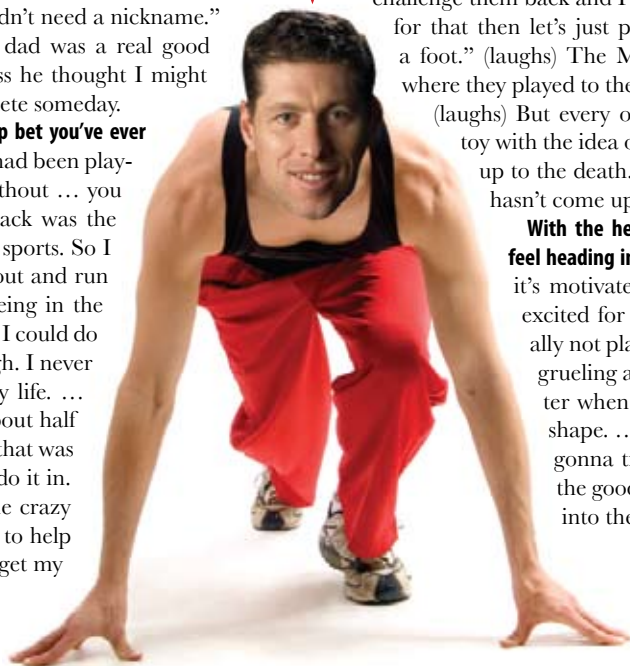 dn't need a nickname.”
dad was a real good
ss he thought I might
ete someday.
p bet you’ve ever
had been play-
thout … you
ack was the
sports. So I
out and run
eing in the
I could do
gh. I never
y life. …
out half
that was
do it in.
e crazy
to help
get my
challenge them back and I
for that then let’s just p
a foot.” (laughs) The M
where they played to the
(laughs) But every o
toy with the idea o
up to the death.
hasn’t come up
With the he
feel heading in
it’s motivate
excited for
ally not pla
grueling a
ter when
shape. …
gonna t
the good
into the